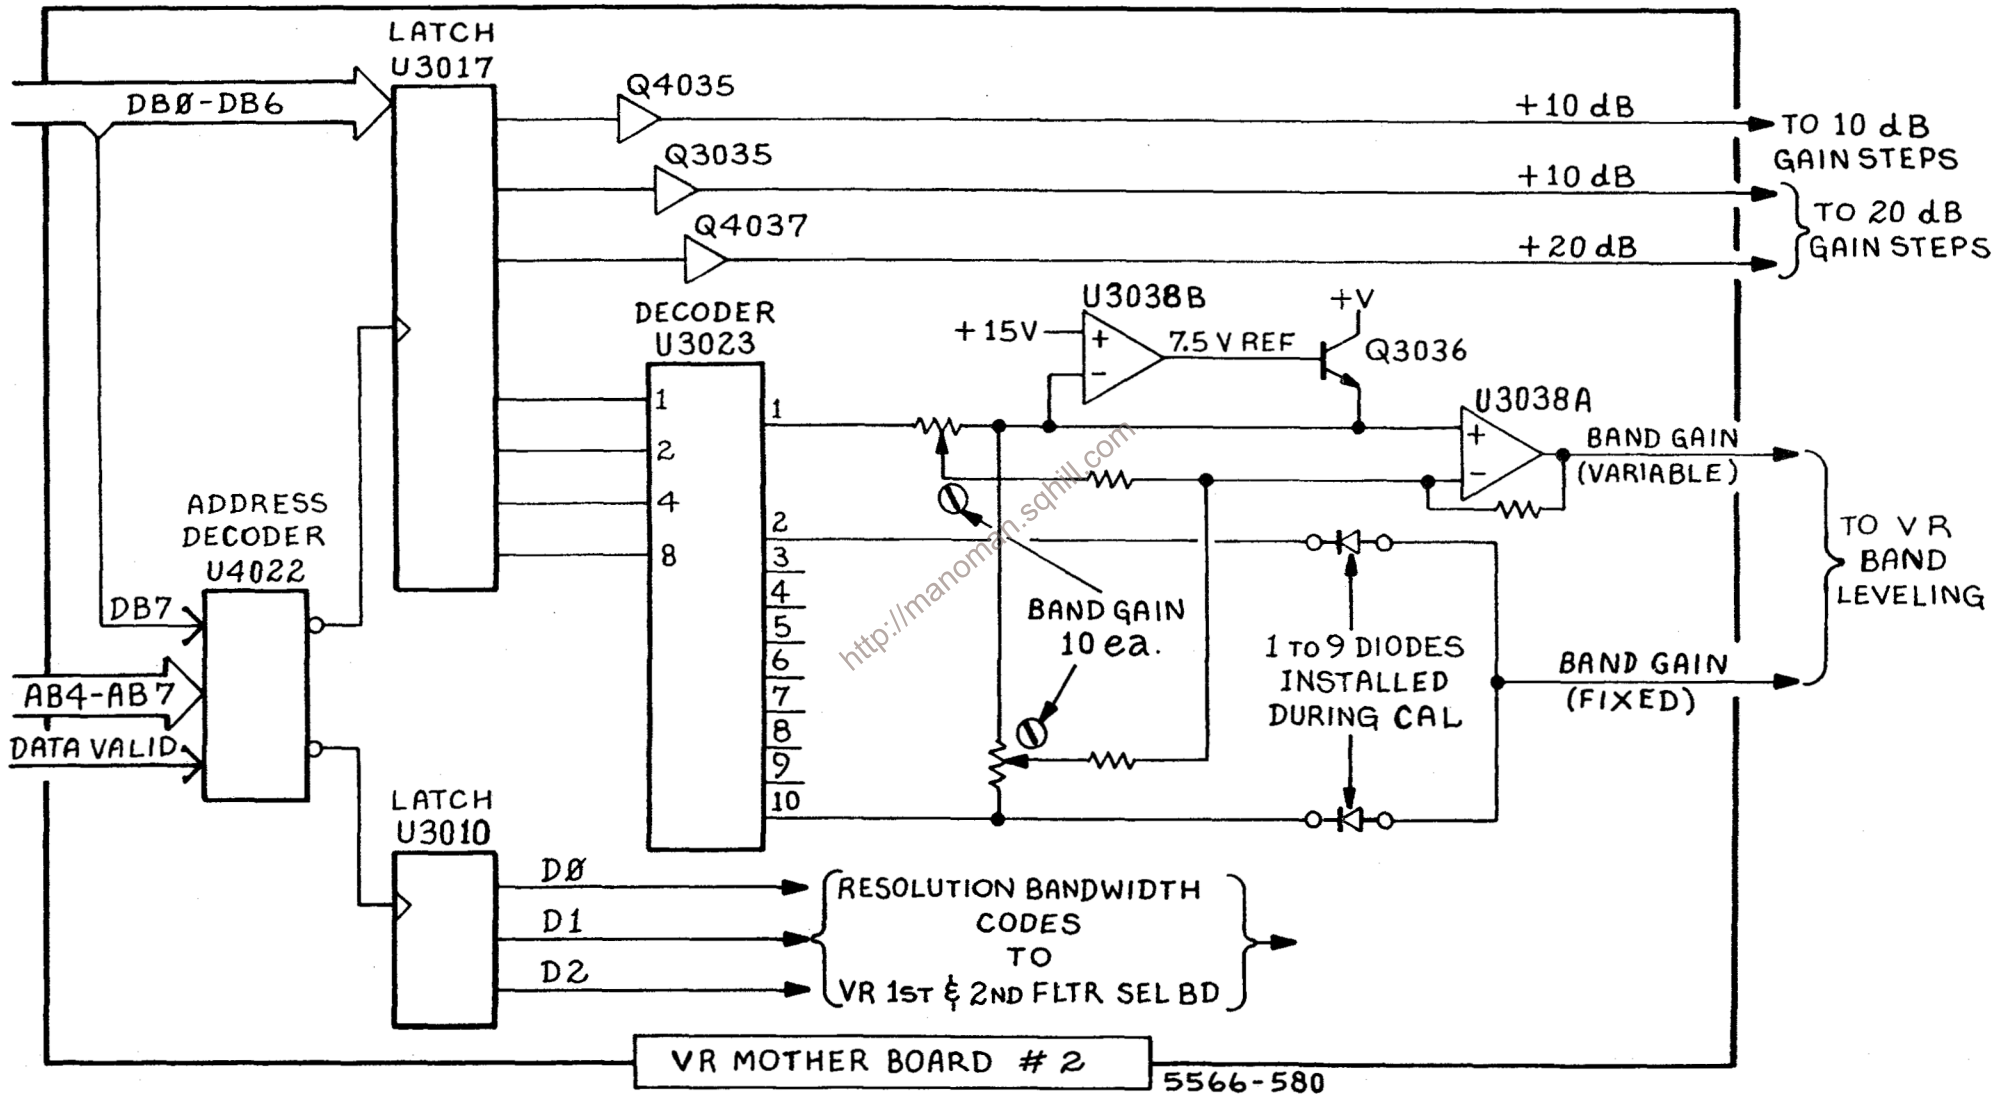 LATCH
U3017
DBØ-DB6
Q4035
+10 dB
TO 10 dB
GAIN STEPS
Q3035
+10 dB
Q4037
+20 dB
TO 20 dB
GAIN STEPS
DECODER
U3023
1
2
4
8
1
2
3
4
5
6
7
8
9
10
+15V
U3038B
+
−
7.5 V REF
+V
Q3036
U3038A
+
−
BAND GAIN
(VARIABLE)
TO VR
BAND
LEVELING
BAND GAIN
10 ea.
1 TO 9 DIODES
INSTALLED
DURING CAL
BAND GAIN
(FIXED)
ADDRESS
DECODER
U4022
DB7
AB4-AB7
DATA VALID
LATCH
U3010
DØ
D1
D2
RESOLUTION BANDWIDTH
CODES
TO
VR 1ST & 2ND FLTR SEL BD
VR MOTHER BOARD # 2
5566-580
http://manoman.sqhill.com